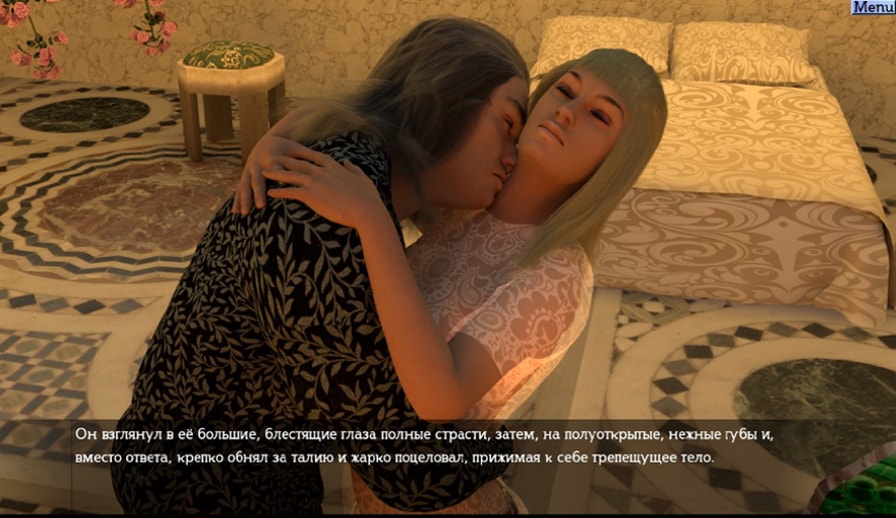 Menu
Он взглянул в её большие, блестящие глаза полные страсти, затем, на полуоткрытые, нежные губы и,
вместо ответа, крепко обнял за талию и жарко поцеловал, прижимая к себе трепещущее тело.